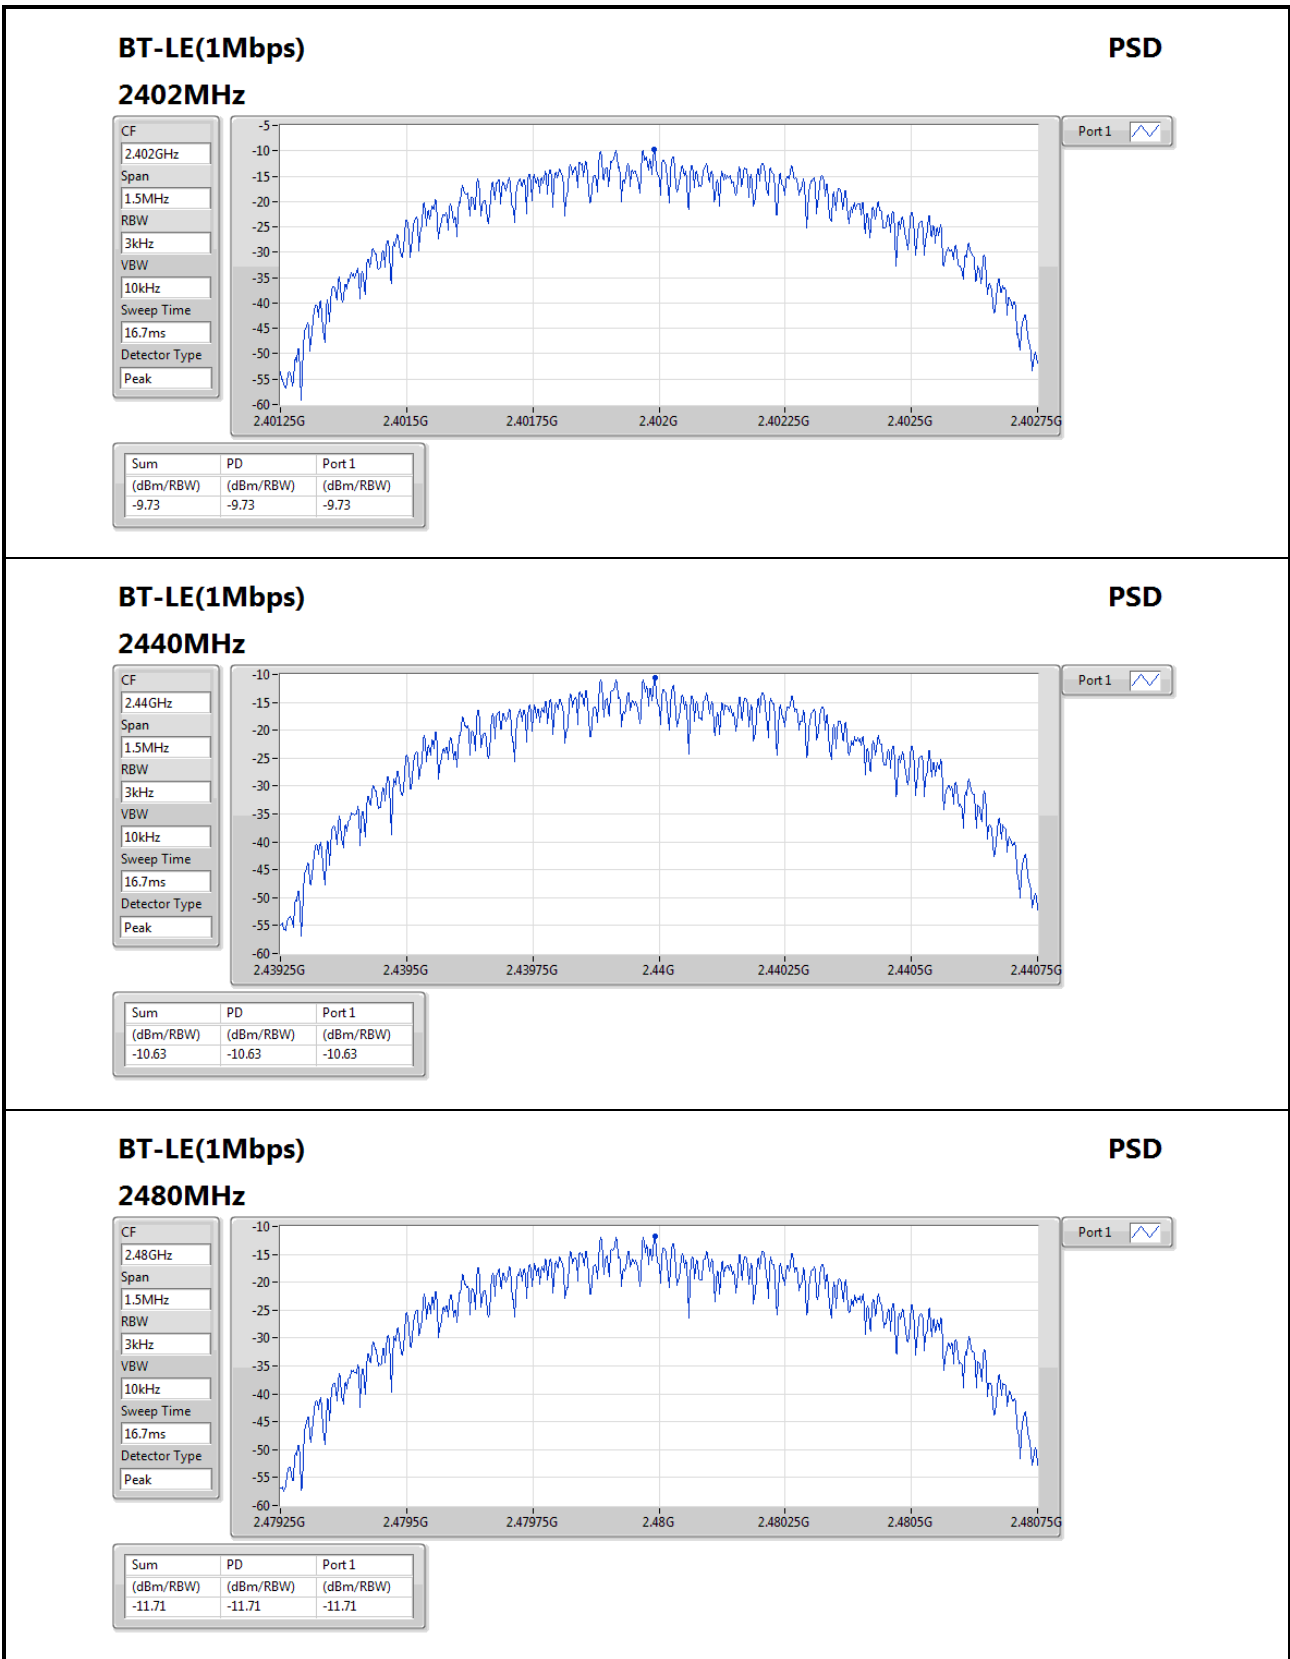 BT-LE(1Mbps) PSD
2402MHz
CF
2.402GHz
Span
1.5MHz
RBW
3kHz
VBW
10kHz
Sweep Time
16.7ms
Detector Type
Peak
-5
-10
-15
-20
-25
-30
-35
-40
-45
-50
-55
-60
2.40125G 2.4015G 2.40175G 2.402G 2.40225G 2.4025G 2.40275G
Port 1
Sum PD Port 1
(dBm/RBW) (dBm/RBW) (dBm/RBW)
-9.73 -9.73 -9.73
BT-LE(1Mbps) PSD
2440MHz
CF
2.44GHz
Span
1.5MHz
RBW
3kHz
VBW
10kHz
Sweep Time
16.7ms
Detector Type
Peak
-10
-15
-20
-25
-30
-35
-40
-45
-50
-55
-60
2.43925G 2.4395G 2.43975G 2.44G 2.44025G 2.4405G 2.44075G
Port 1
Sum PD Port 1
(dBm/RBW) (dBm/RBW) (dBm/RBW)
-10.63 -10.63 -10.63
BT-LE(1Mbps) PSD
2480MHz
CF
2.48GHz
Span
1.5MHz
RBW
3kHz
VBW
10kHz
Sweep Time
16.7ms
Detector Type
Peak
-10
-15
-20
-25
-30
-35
-40
-45
-50
-55
-60
2.47925G 2.4795G 2.47975G 2.48G 2.48025G 2.4805G 2.48075G
Port 1
Sum PD Port 1
(dBm/RBW) (dBm/RBW) (dBm/RBW)
-11.71 -11.71 -11.71